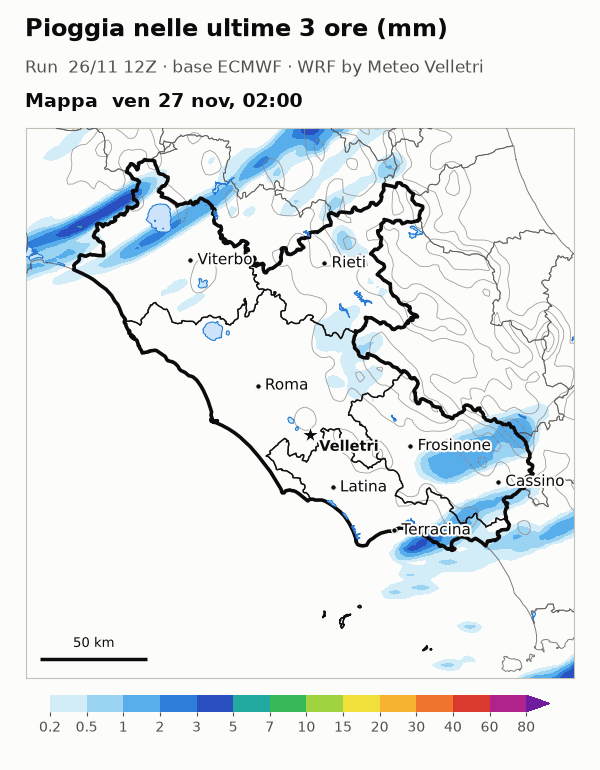 Pioggia nelle ultime 3 ore (mm)
Run  26/11 12Z · base ECMWF · WRF by Meteo Velletri
Mappa  ven 27 nov, 02:00
Viterbo
Rieti
Roma
Velletri
Frosinone
Cassino
Latina
Terracina
50 km
0.2 0.5 1 2 3 5 7 10 15 20 30 40 60 80